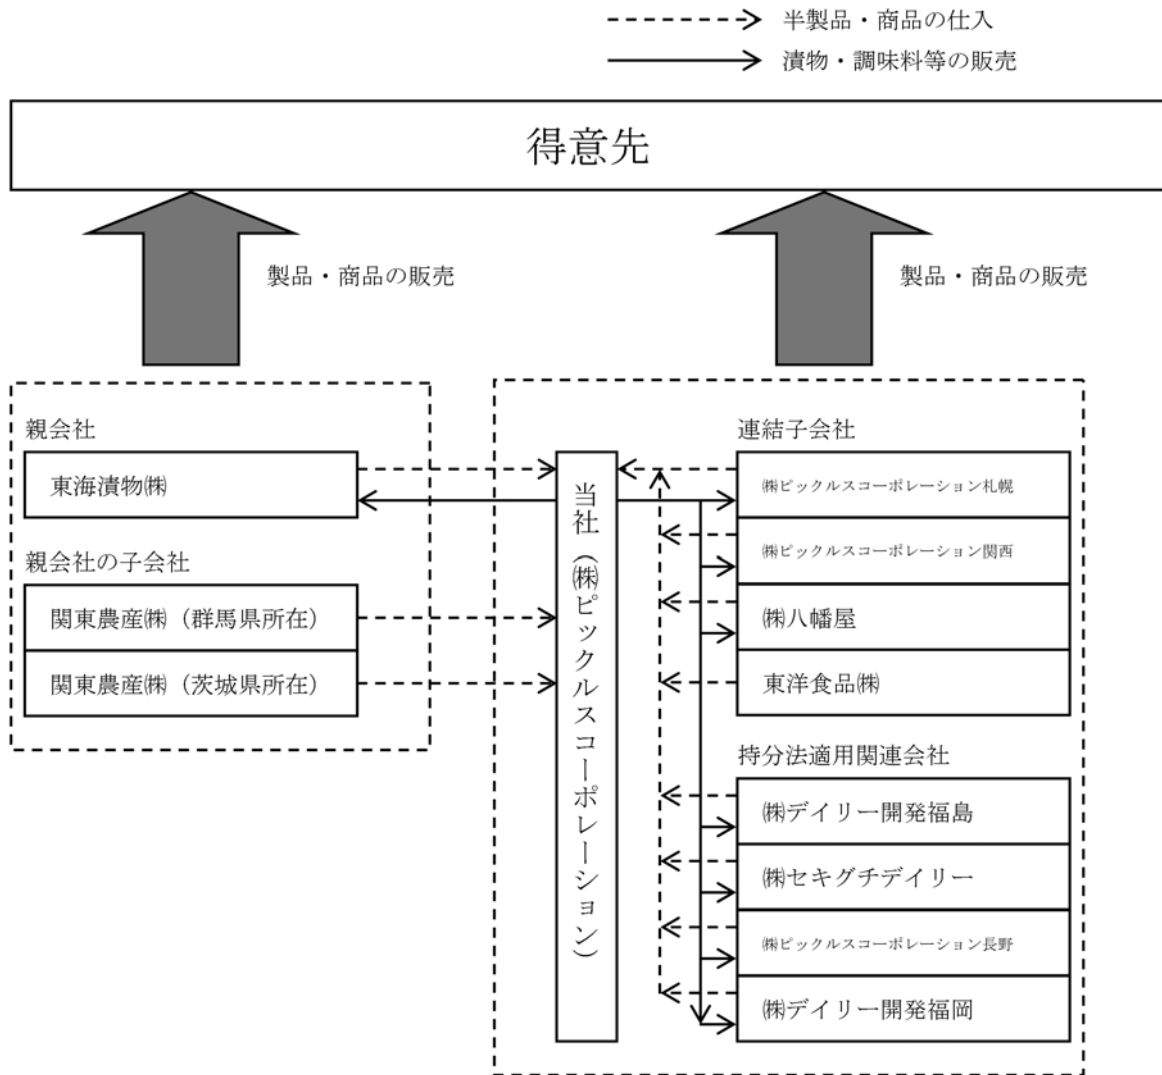 半製品・商品の仕入
漬物・調味料等の販売
得意先
製品・商品の販売
製品・商品の販売
親会社
東海漬物㈱
親会社の子会社
関東農産㈱（群馬県所在）
関東農産㈱（茨城県所在）
当社（㈱ピックルスコーポレーション）
連結子会社
㈱ピックルスコーポレーション札幌
㈱ピックルスコーポレーション関西
㈱八幡屋
東洋食品㈱
持分法適用関連会社
㈱デイリー開発福島
㈱セキグチデイリー
㈱ピックルスコーポレーション長野
㈱デイリー開発福岡